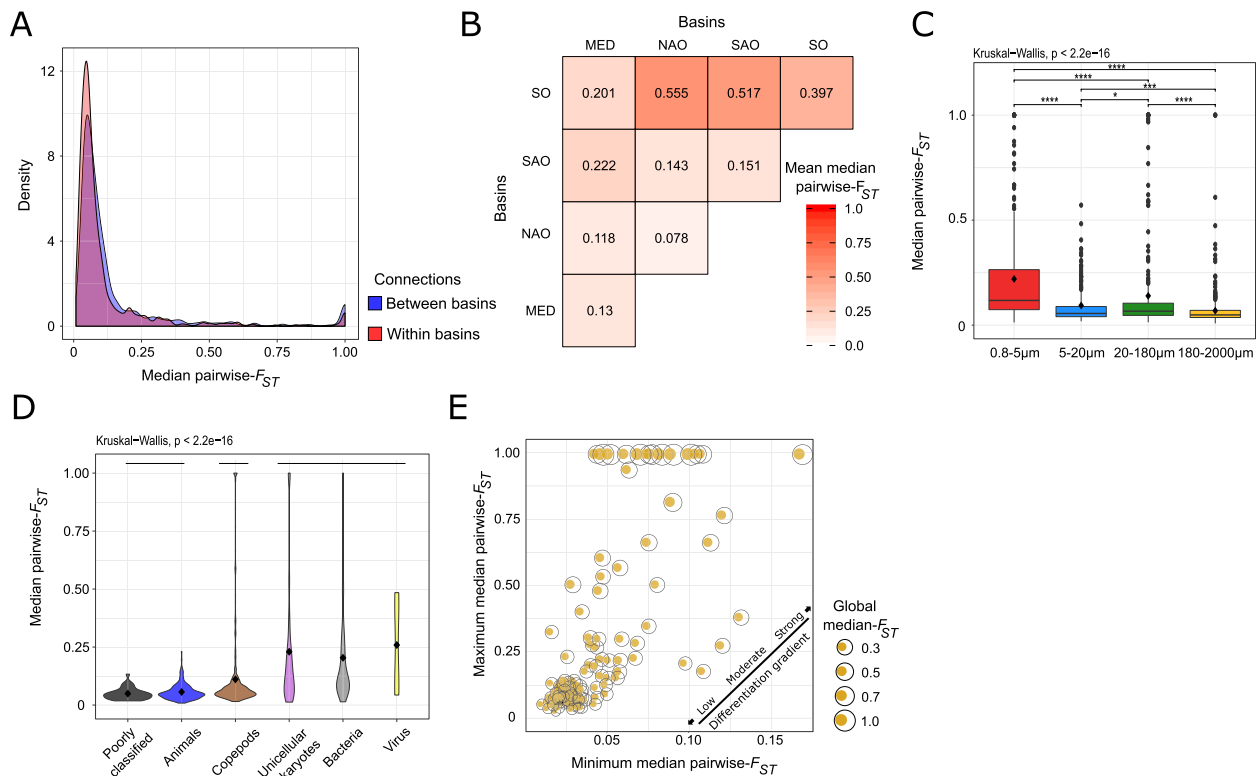 A
12
8
4
0
Density
0
0.25
0.50
0.75
1.00
Median pairwise-FST
Connections
Between basins
Within basins
B
Basins
MED
NAO
SAO
SO
Basins
SO
0.201
0.555
0.517
0.397
SAO
0.222
0.143
0.151
NAO
0.118
0.078
MED
0.13
Mean median
pairwise-FST
1.0
0.75
0.50
0.25
0.0
C
Kruskal−Wallis, p < 2.2e−16
****
****
***
****
*
****
1.0
0.5
0
Median pairwise-FST
0.8-5µm
5-20µm
20-180µm
180-2000µm
D
Kruskal−Wallis, p < 2.2e−16
1.00
0.75
0.50
0.25
0
Median pairwise-FST
Poorly
classified
Animals
Copepods
Unicellular
karyotes
Bacteria
Virus
E
1.00
0.75
0.50
0.25
0
Maximum median pairwise-FST
0.05
0.10
0.15
Minimum median pairwise-FST
Low
Moderate
Strong
Differentiation gradient
Global
median-FST
0.3
0.5
0.7
1.0